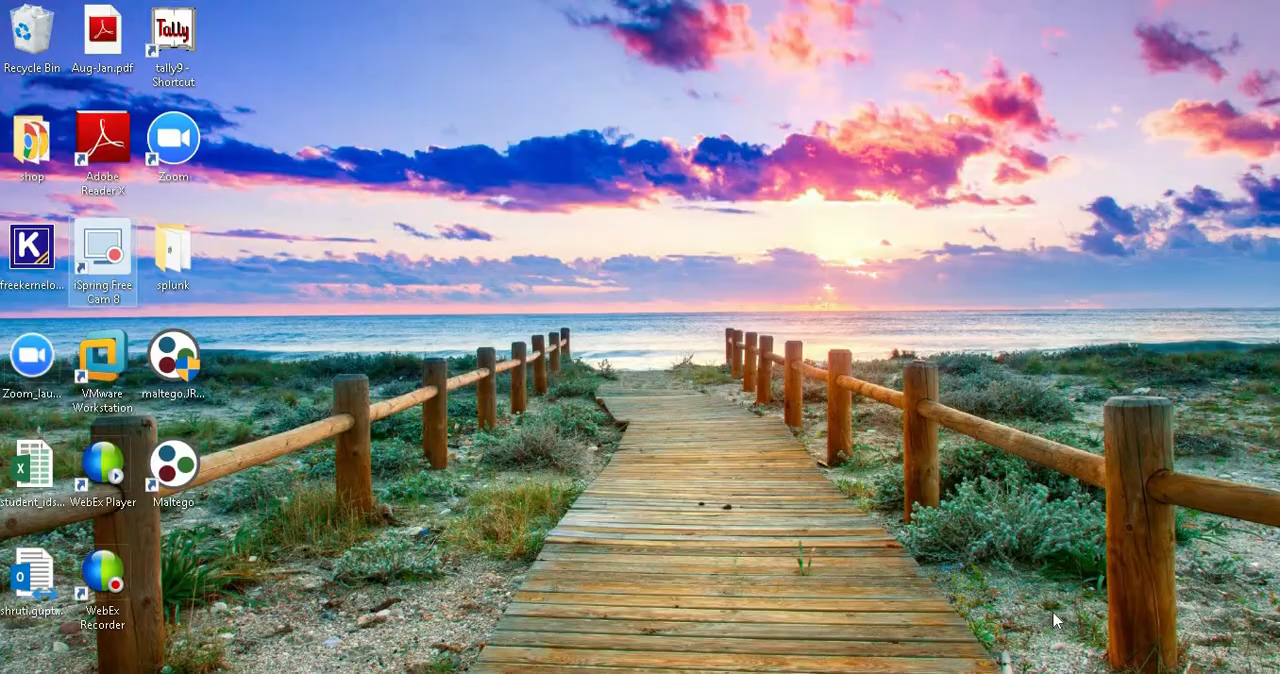 Recycle Bin
Aug-Jan.pdf
Tally
tally9 -
Shortcut
shop
Adobe
Reader X
Zoom
K
freekernelo...
iSpring Free
Cam 8
splunk
Zoom_lau...
VMware
Workstation
maltego.JR...
X
student_ids...
WebEx Player
Maltego
O
shruti.gupt...
WebEx
Recorder